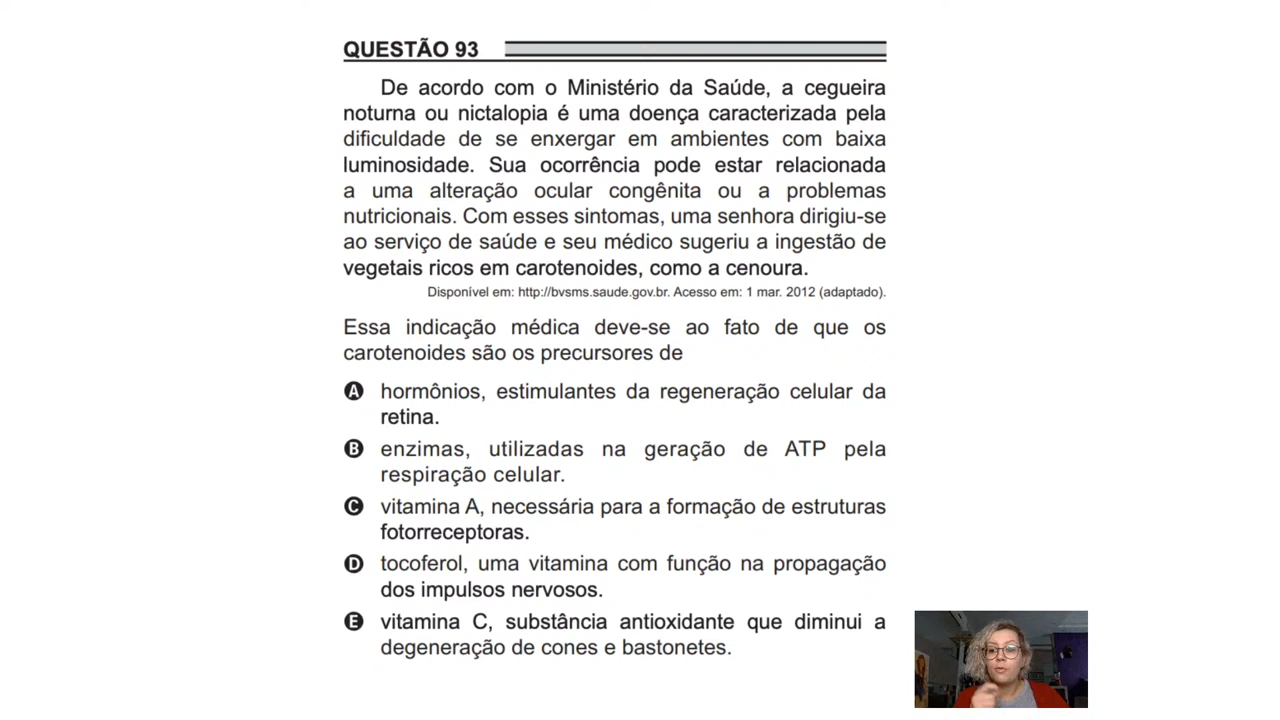 QUESTÃO 93
De acordo com o Ministério da Saúde, a cegueira
noturna ou nictalopia é uma doença caracterizada pela
dificuldade de se enxergar em ambientes com baixa
luminosidade. Sua ocorrência pode estar relacionada
a uma alteração ocular congênita ou a problemas
nutricionais. Com esses sintomas, uma senhora dirigiu-se
ao serviço de saúde e seu médico sugeriu a ingestão de
vegetais ricos em carotenoides, como a cenoura.
Disponível em: http://bvsms.saude.gov.br. Acesso em: 1 mar. 2012 (adaptado).
Essa indicação médica deve-se ao fato de que os
carotenoides são os precursores de
A hormônios, estimulantes da regeneração celular da
retina.
B enzimas, utilizadas na geração de ATP pela
respiração celular.
C vitamina A, necessária para a formação de estruturas
fotorreceptoras.
D tocoferol, uma vitamina com função na propagação
dos impulsos nervosos.
E vitamina C, substância antioxidante que diminui a
degeneração de cones e bastonetes.